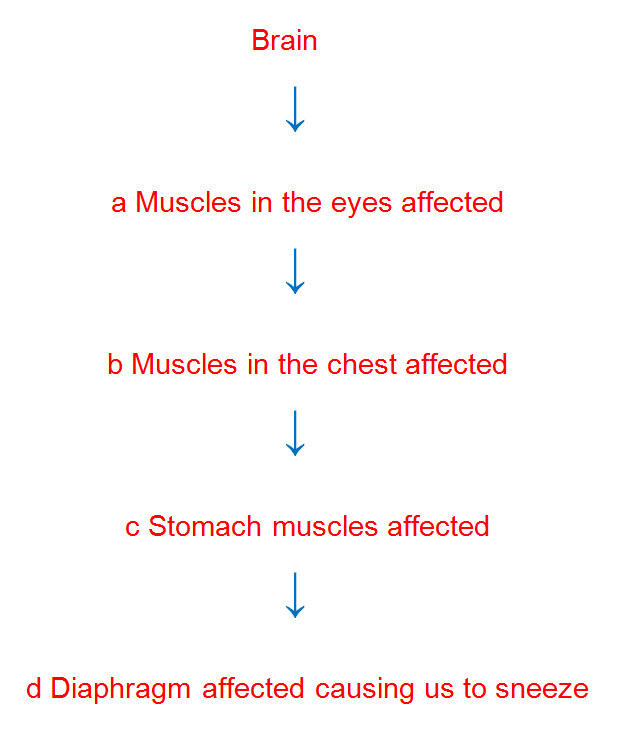 Brain
a Muscles in the eyes affected
b Muscles in the chest affected
c Stomach muscles affected
d Diaphragm affected causing us to sneeze